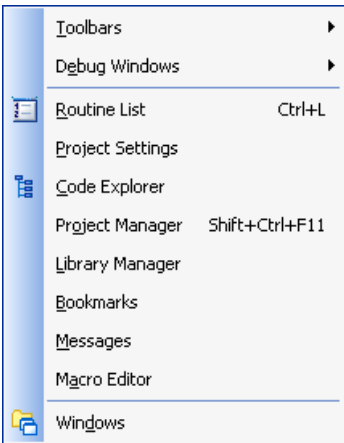 Toolbars
Debug Windows
Routine List Ctrl+L
Project Settings
Code Explorer
Project Manager Shift+Ctrl+F11
Library Manager
Bookmarks
Messages
Macro Editor
Windows